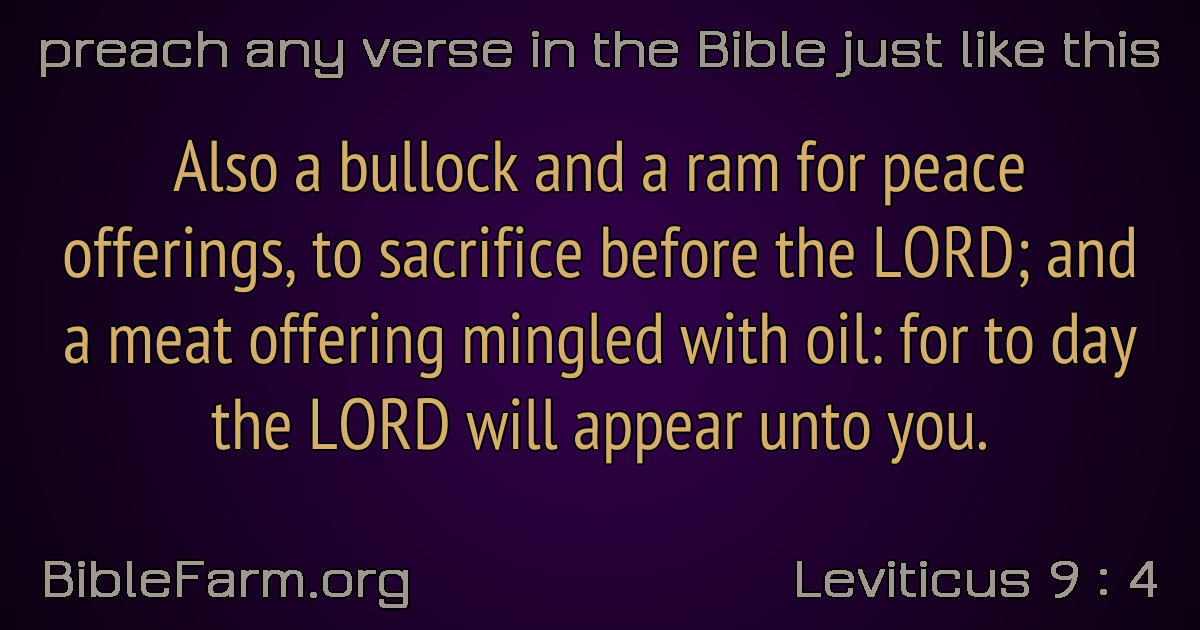 preach any verse in the Bible just like this
Also a bullock and a ram for peace
offerings, to sacrifice before the LORD; and
a meat offering mingled with oil: for to day
the LORD will appear unto you.
BibleFarm.org
Leviticus 9 : 4